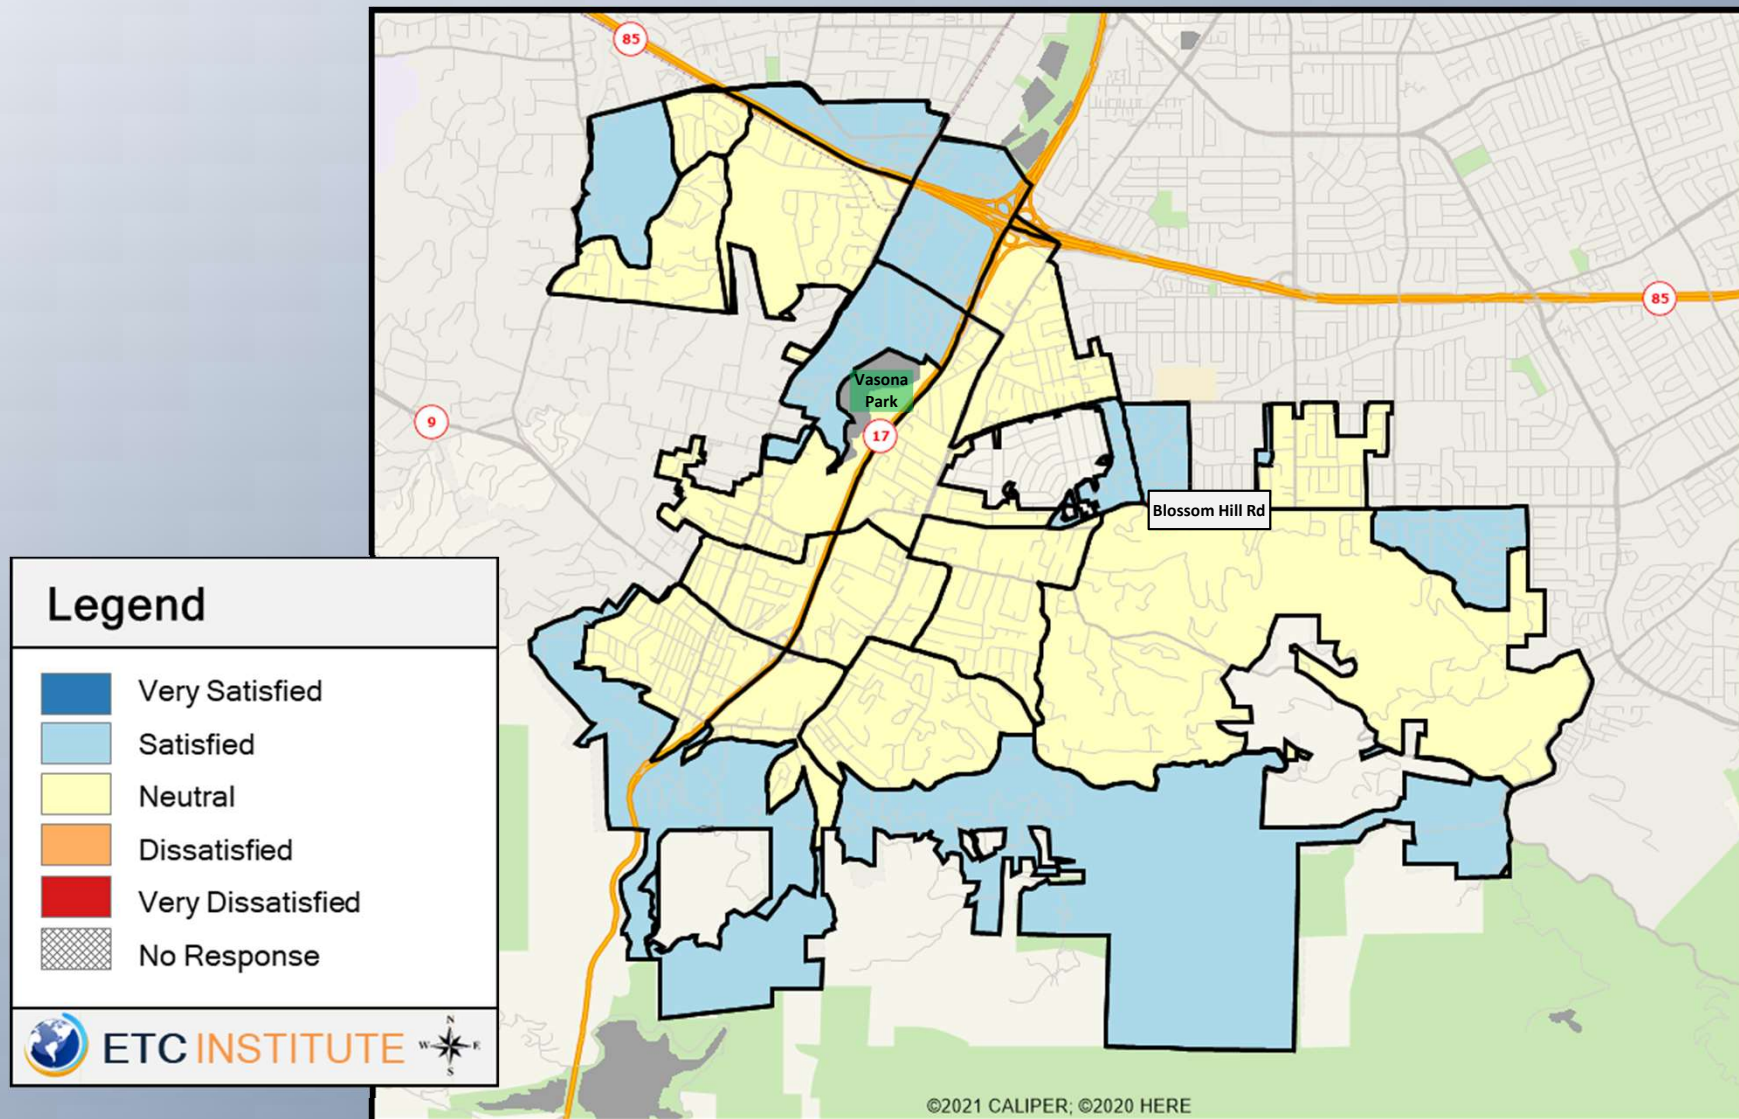 85
85
9
Vasona
Park
17
Blossom Hill Rd
Legend
Very Satisfied
Satisfied
Neutral
Dissatisfied
Very Dissatisfied
No Response
ETC INSTITUTE
N
W E
S
©2021 CALIPER; ©2020 HERE